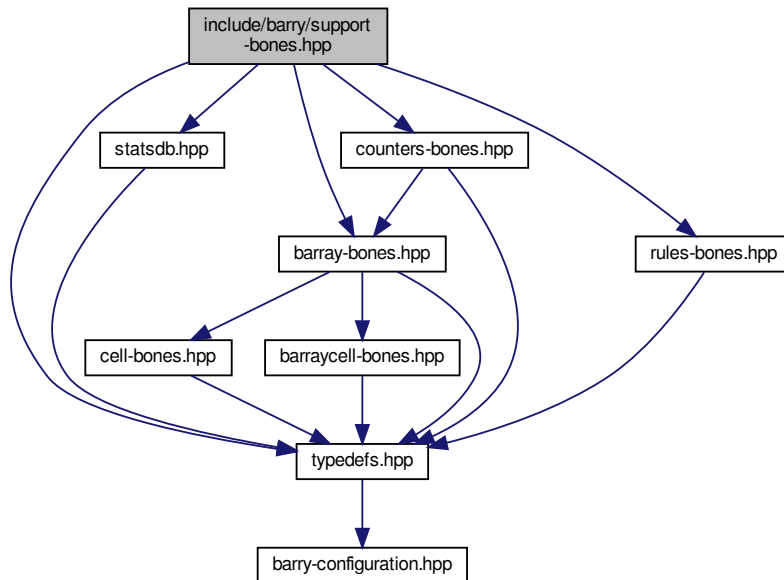 include/barry/support
-bones.hpp
statsdb.hpp
counters-bones.hpp
barray-bones.hpp
rules-bones.hpp
cell-bones.hpp
barraycell-bones.hpp
typedefs.hpp
barry-configuration.hpp